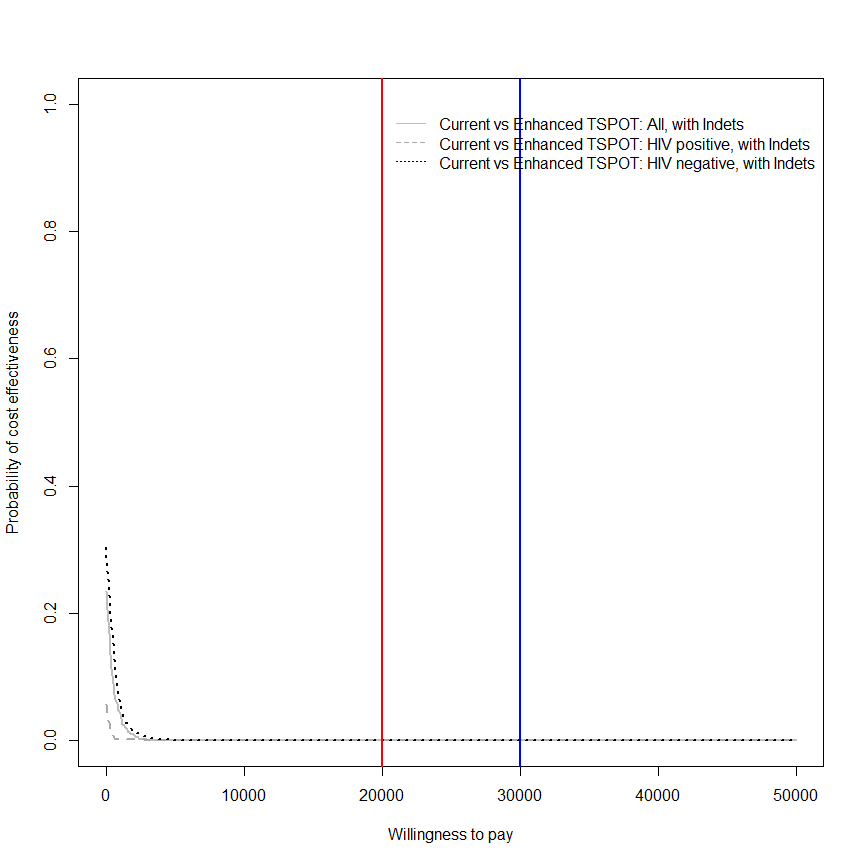 Current vs Enhanced TSPOT: All, with Indets
Current vs Enhanced TSPOT: HIV positive, with Indets
Current vs Enhanced TSPOT: HIV negative, with Indets
Probability of cost effectiveness
1.0
0.8
0.6
0.4
0.2
0.0
0 10000 20000 30000 40000 50000
Willingness to pay